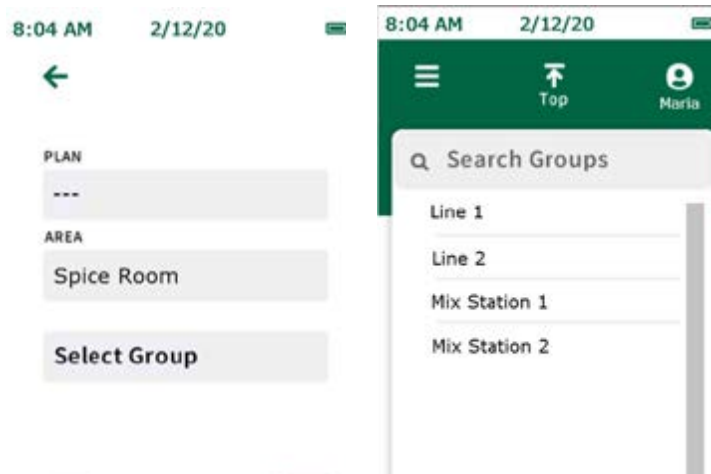 8:04 AM 2/12/20
PLAN
---
AREA
Spice Room
Select Group
8:04 AM 2/12/20
Top
Maria
Search Groups
Line 1
Line 2
Mix Station 1
Mix Station 2